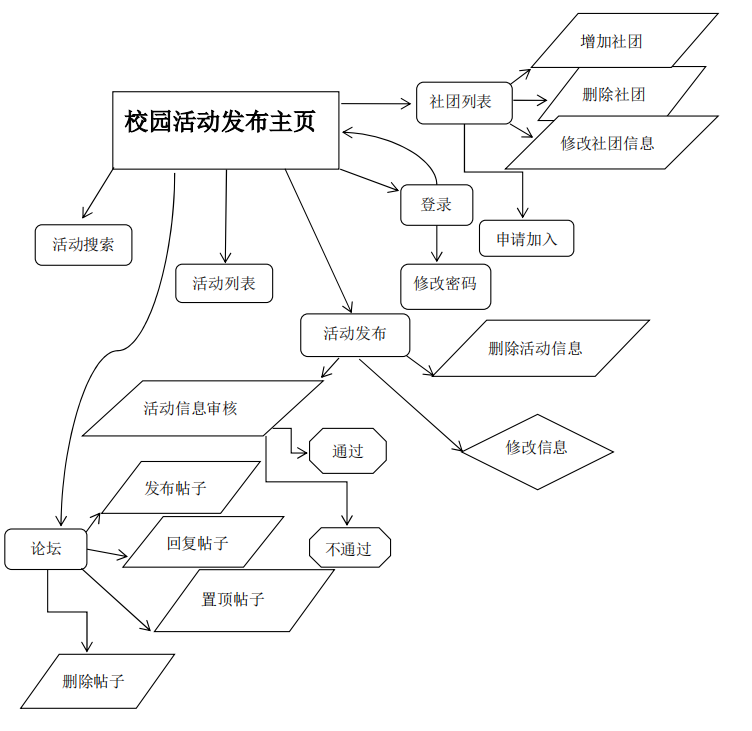 增加社团
校园活动发布主页
社团列表
删除社团
修改社团信息
登录
活动搜索
申请加入
活动列表
修改密码
活动发布
删除活动信息
活动信息审核
通过
修改信息
发布帖子
论坛
回复帖子
不通过
置顶帖子
删除帖子